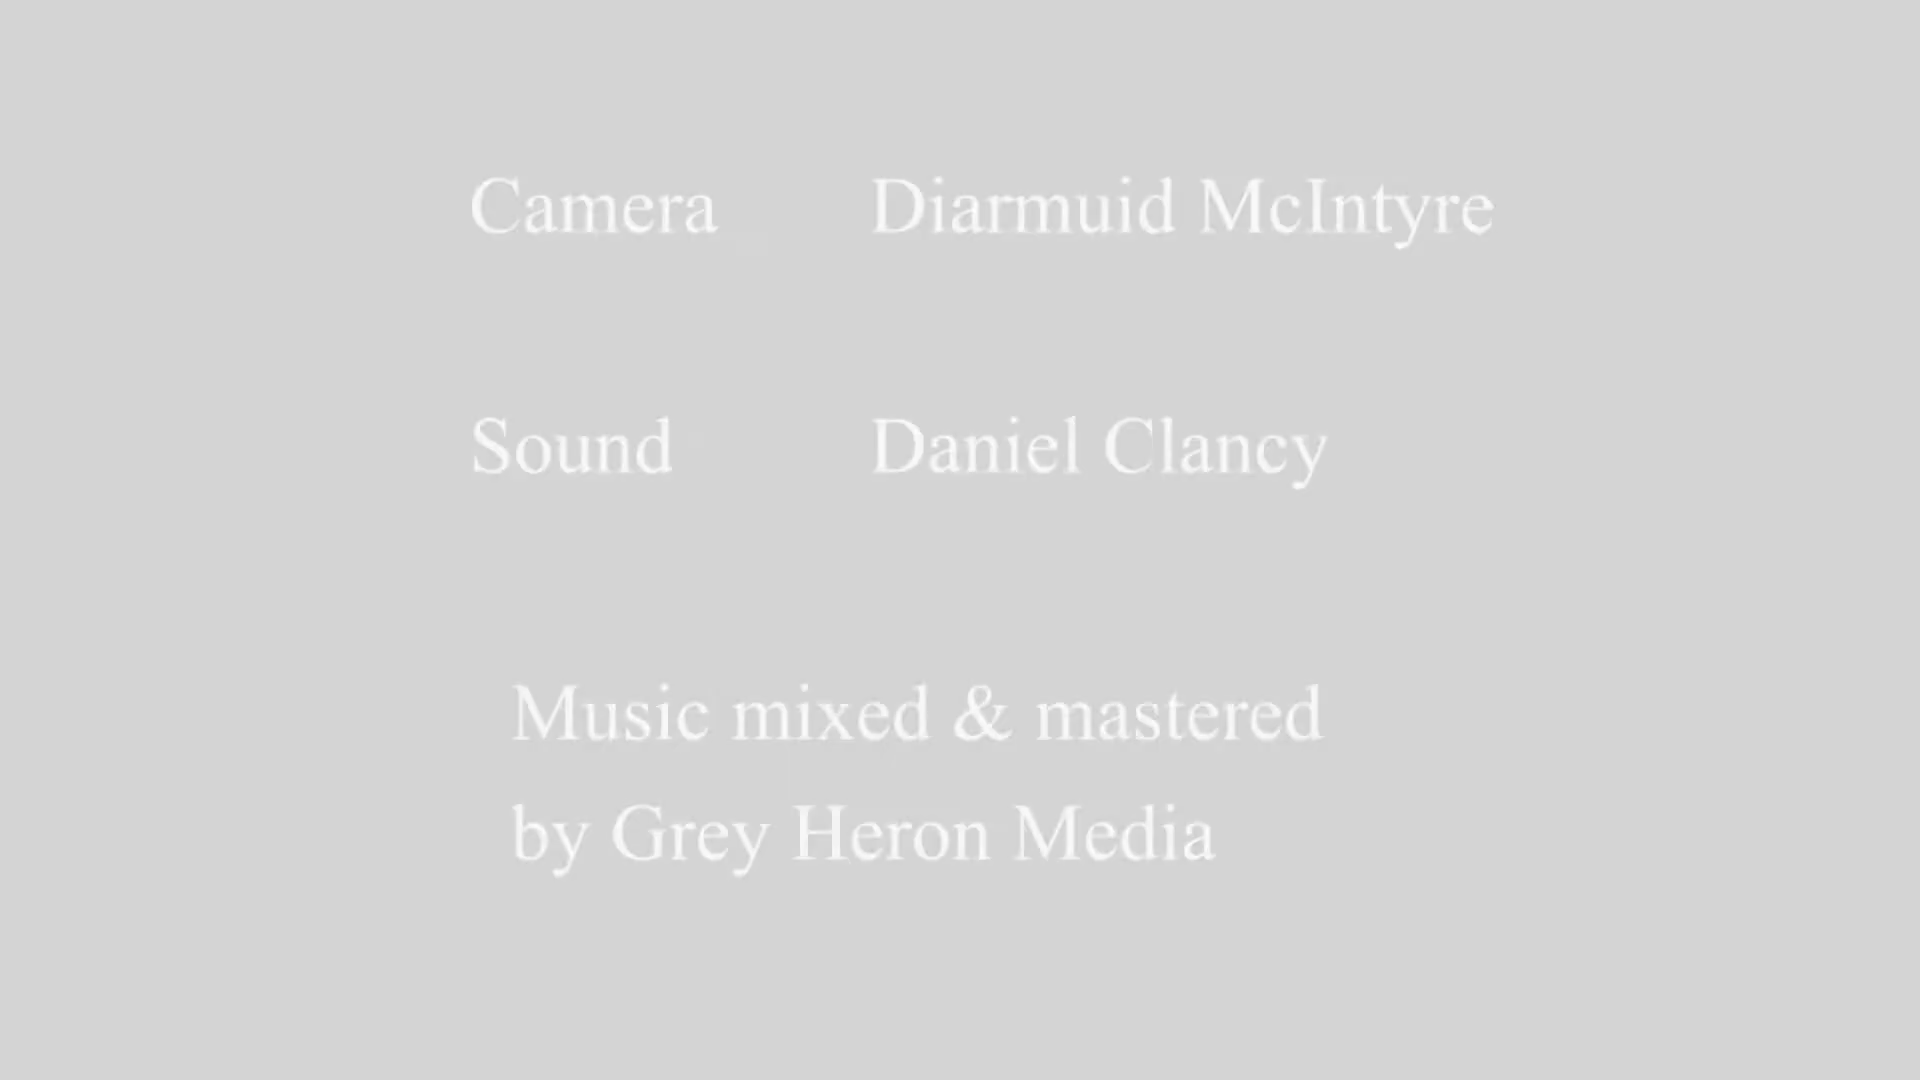 Camera Diarmuid McIntyre
Sound Daniel Clancy
Music mixed & mastered
by Grey Heron Media